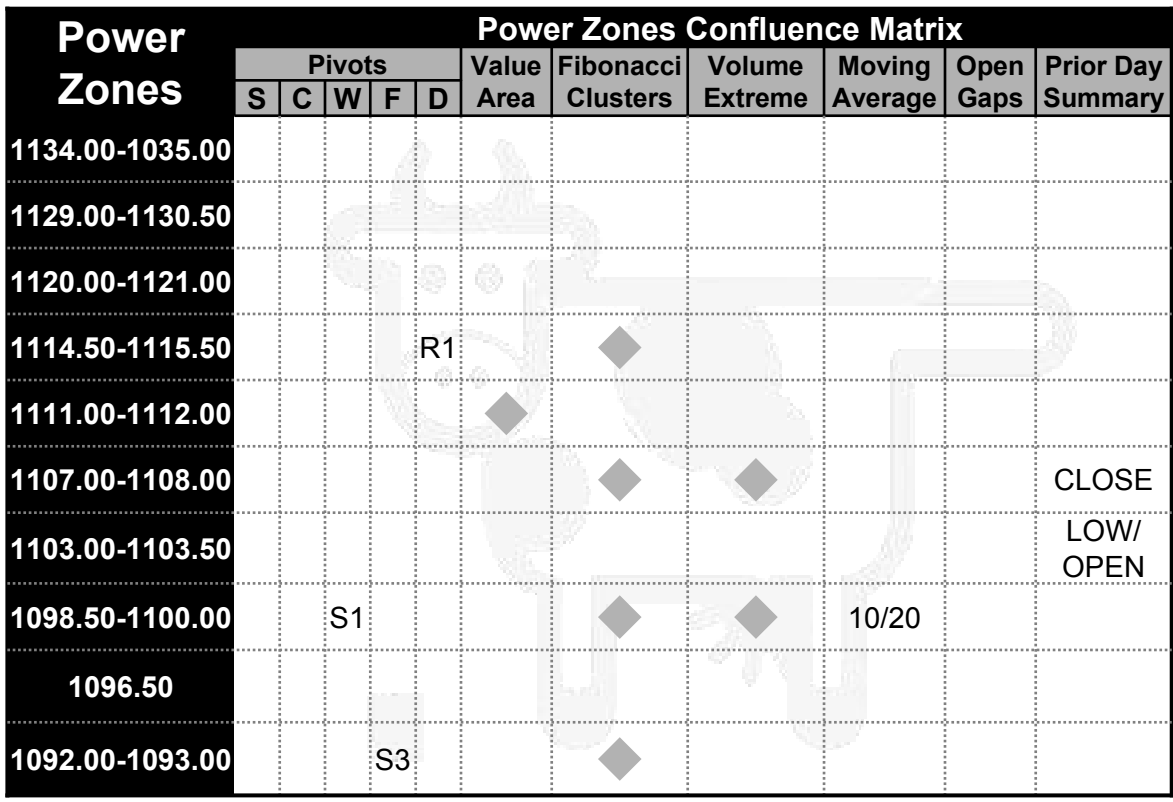 Power Zones
Power Zones Confluence Matrix
Pivots
Value Area
Fibonacci Clusters
Volume Extreme
Moving Average
Open Gaps
Prior Day Summary
S C W F D
1134.00-1035.00
1129.00-1130.50
1120.00-1121.00
1114.50-1115.50 R1
1111.00-1112.00
1107.00-1108.00 CLOSE
1103.00-1103.50 LOW/ OPEN
1098.50-1100.00 S1 10/20
1096.50
1092.00-1093.00 S3